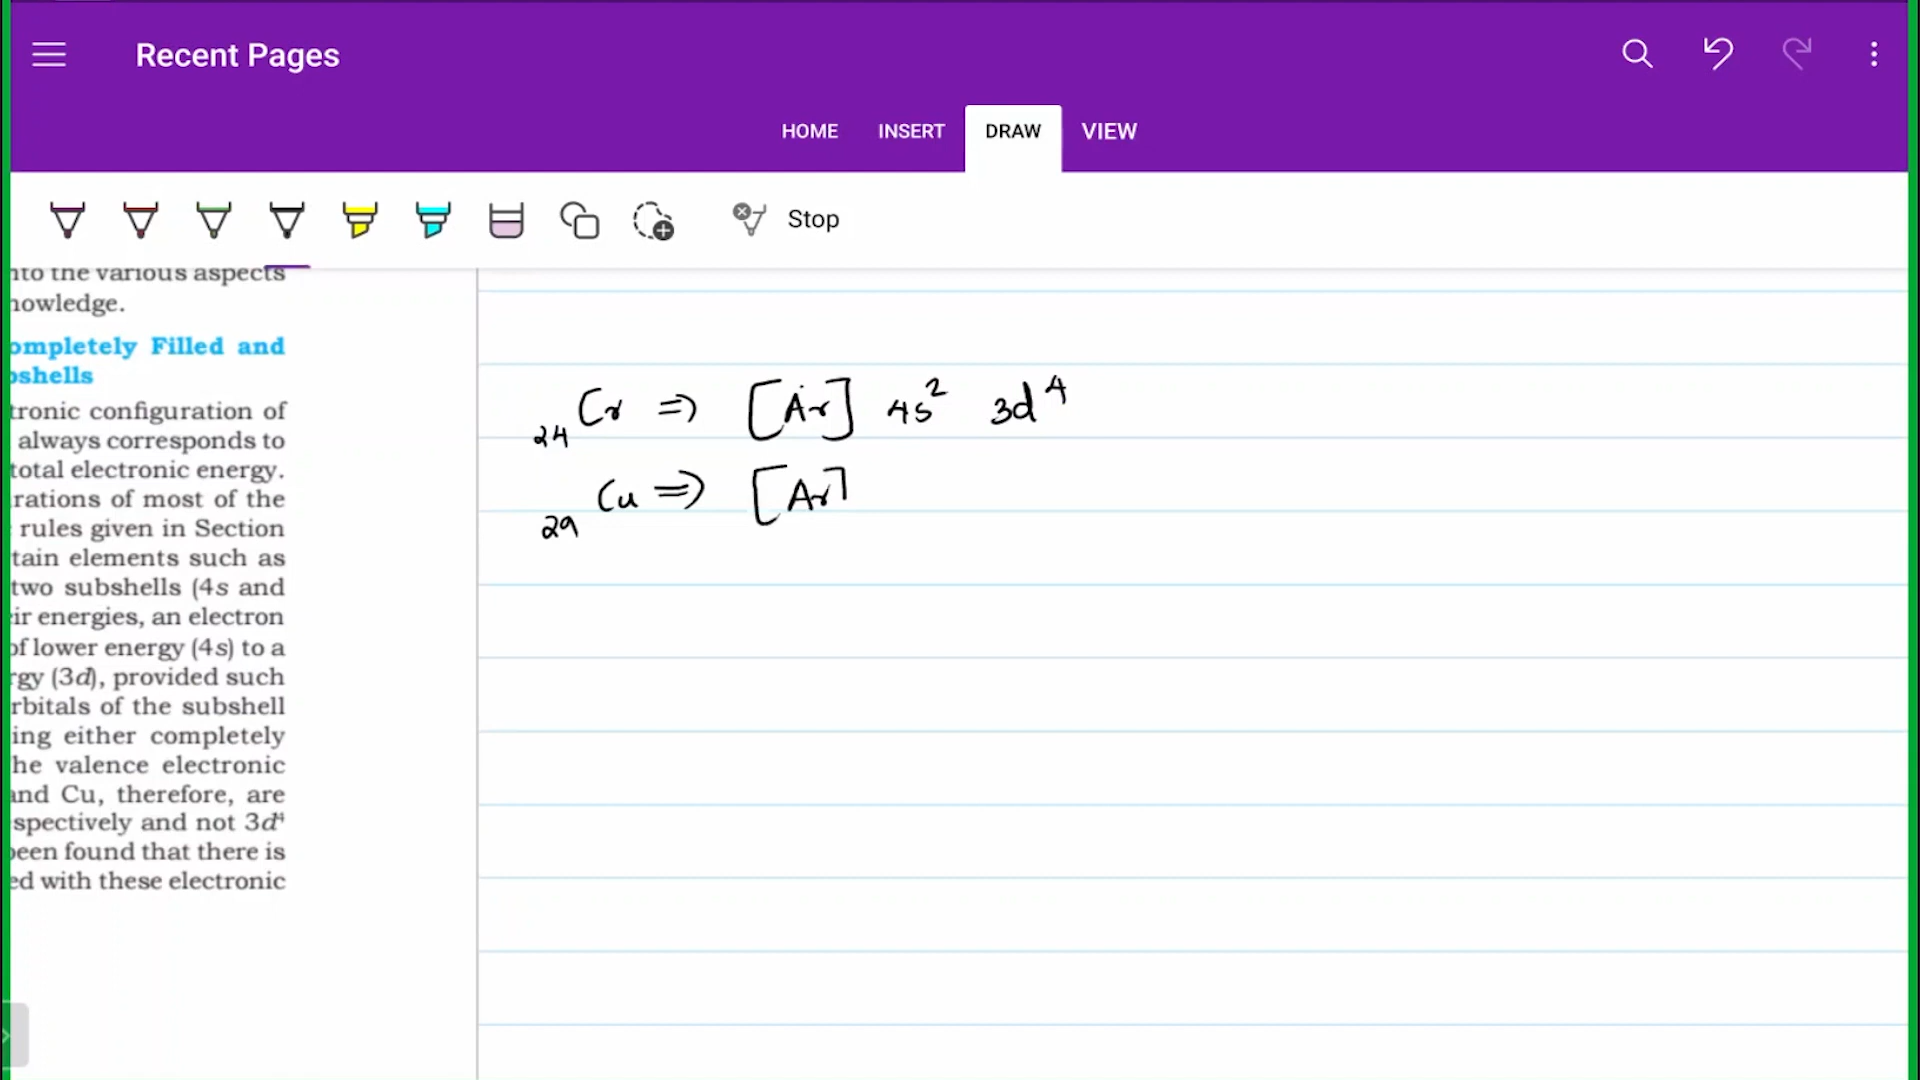 Recent Pages
HOME INSERT DRAW VIEW
Stop
nto the various aspects
nowledge.
ompletely Filled and
bshells
tronic configuration of
always corresponds to
total electronic energy.
rations of most of the
rules given in Section
tain elements such as
two subshells (4s and
eir energies, an electron
of lower energy (4s) to a
rgy (3d), provided such
rbitals of the subshell
ing either completely
he valence electronic
and Cu, therefore, are
spectively and not 3d⁴
been found that there is
ed with these electronic
₂₄Cr ⇒ [Ar] 4s² 3d⁴
₂₉Cu ⇒ [Ar]